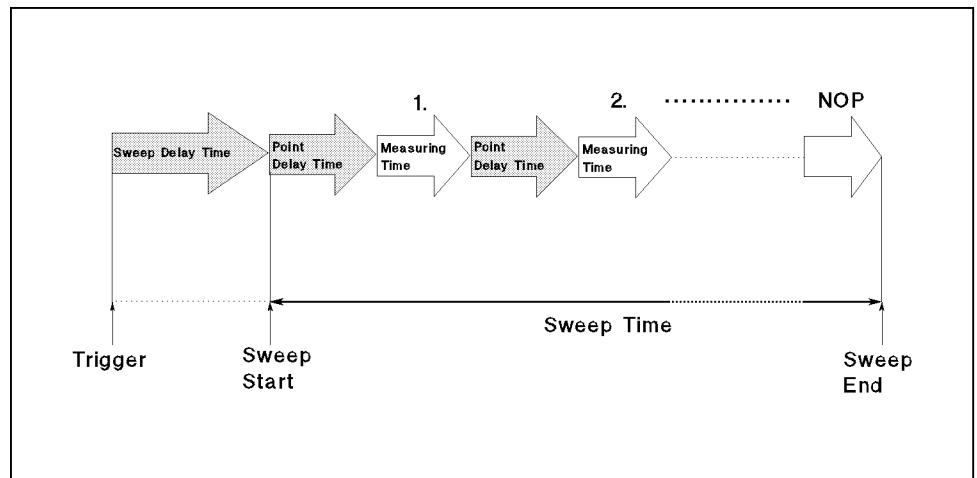 1.
2.
NOP
Sweep Delay Time
Point
Delay Time
Measuring
Time
Point
Delay Time
Measuring
Time
Sweep Time
Trigger
Sweep
Start
Sweep
End